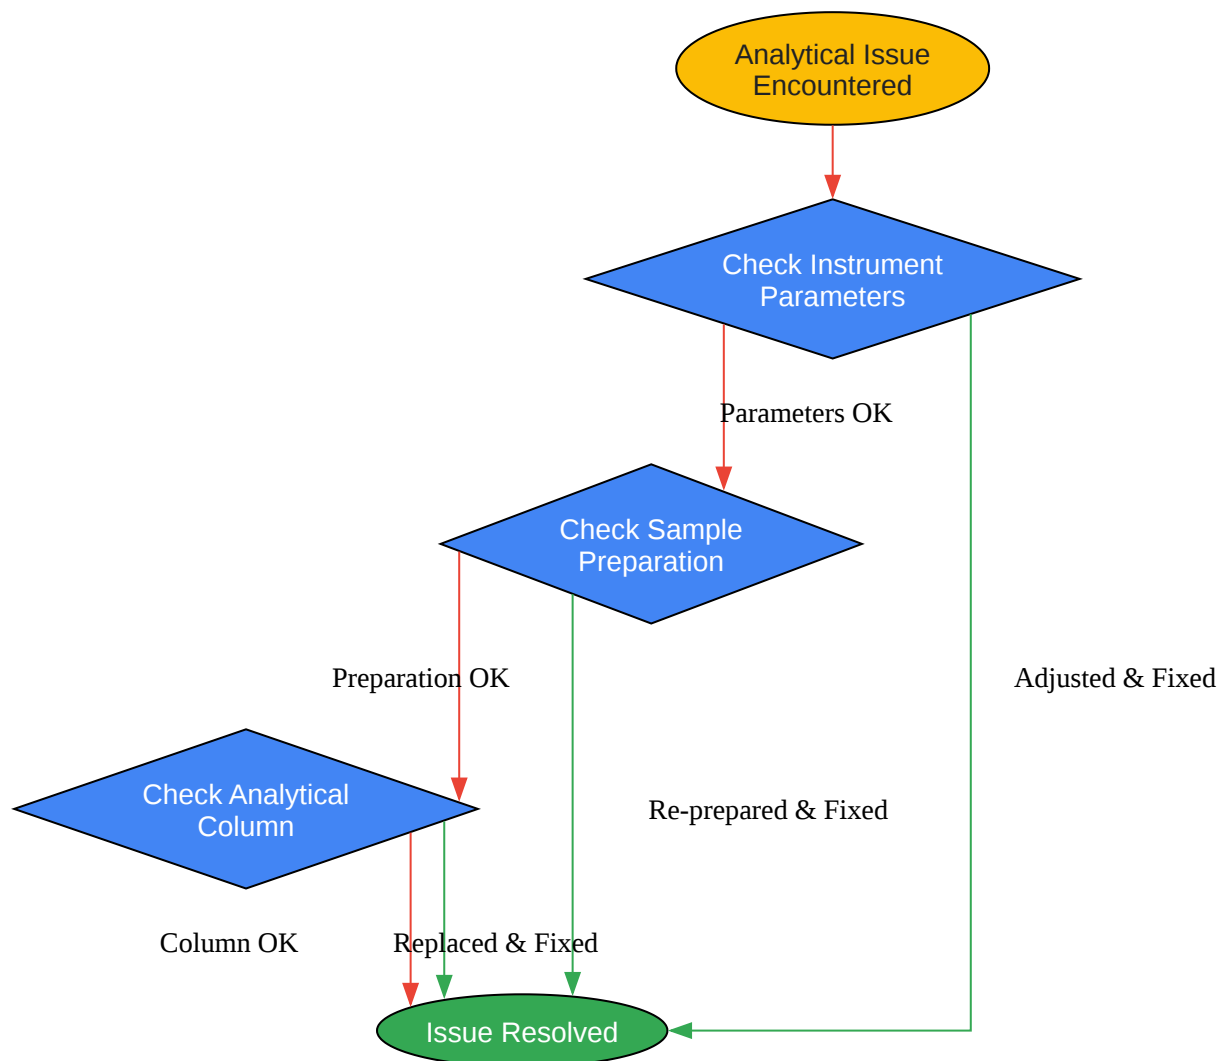 Analytical Issue
Encountered
Check Instrument
Parameters
Parameters OK
Check Sample
Preparation
Preparation OK
Adjusted & Fixed
Check Analytical
Column
Re-prepared & Fixed
Column OK
Replaced & Fixed
Issue Resolved